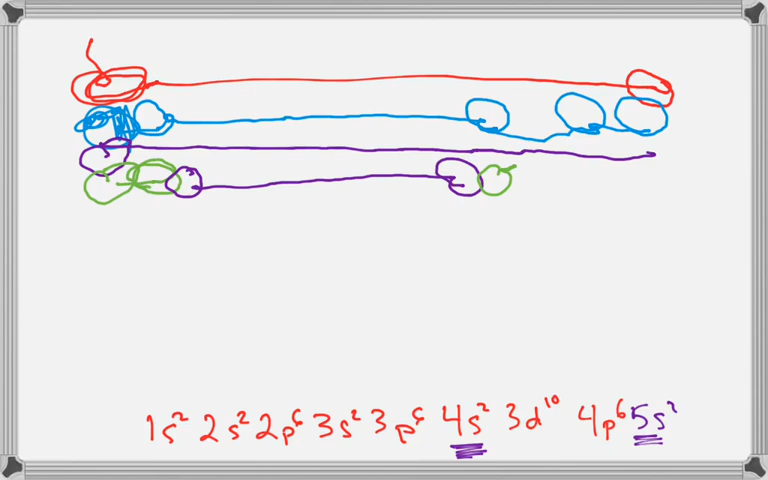 1s² 2s² 2p⁶ 3s² 3p⁶ 4s² 3d¹⁰ 4p⁶ 5s²